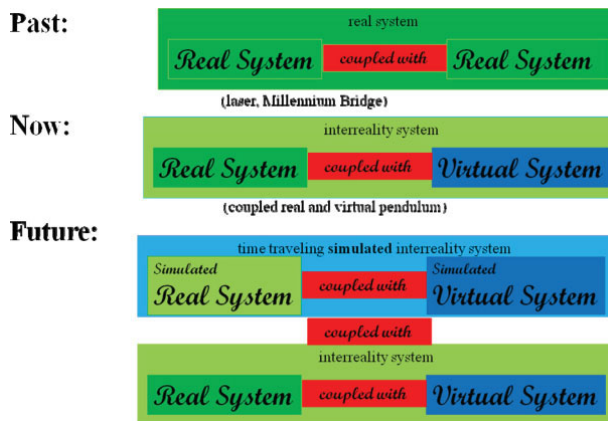 Past:
real system
Real System coupled with Real System
(laser, Millennium Bridge)
Now:
interreality system
Real System coupled with Virtual System
(coupled real and virtual pendulum)
Future:
time traveling simulated interreality system
Simulated Simulated
Real System coupled with Virtual System
coupled with
interreality system
Real System coupled with Virtual System